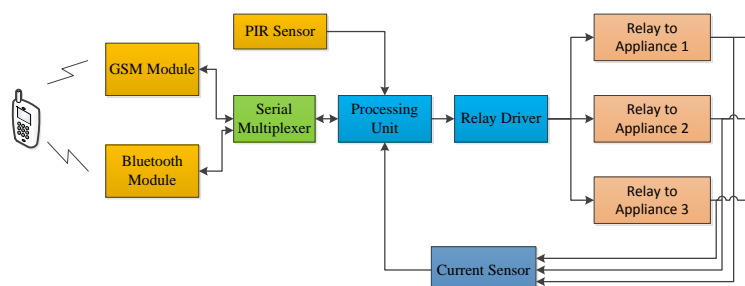 PIR Sensor
GSM Module
Serial
Multiplexer
Processing
Unit
Relay Driver
Bluetooth
Module
Relay to
Appliance 1
Relay to
Appliance 2
Relay to
Appliance 3
Current Sensor